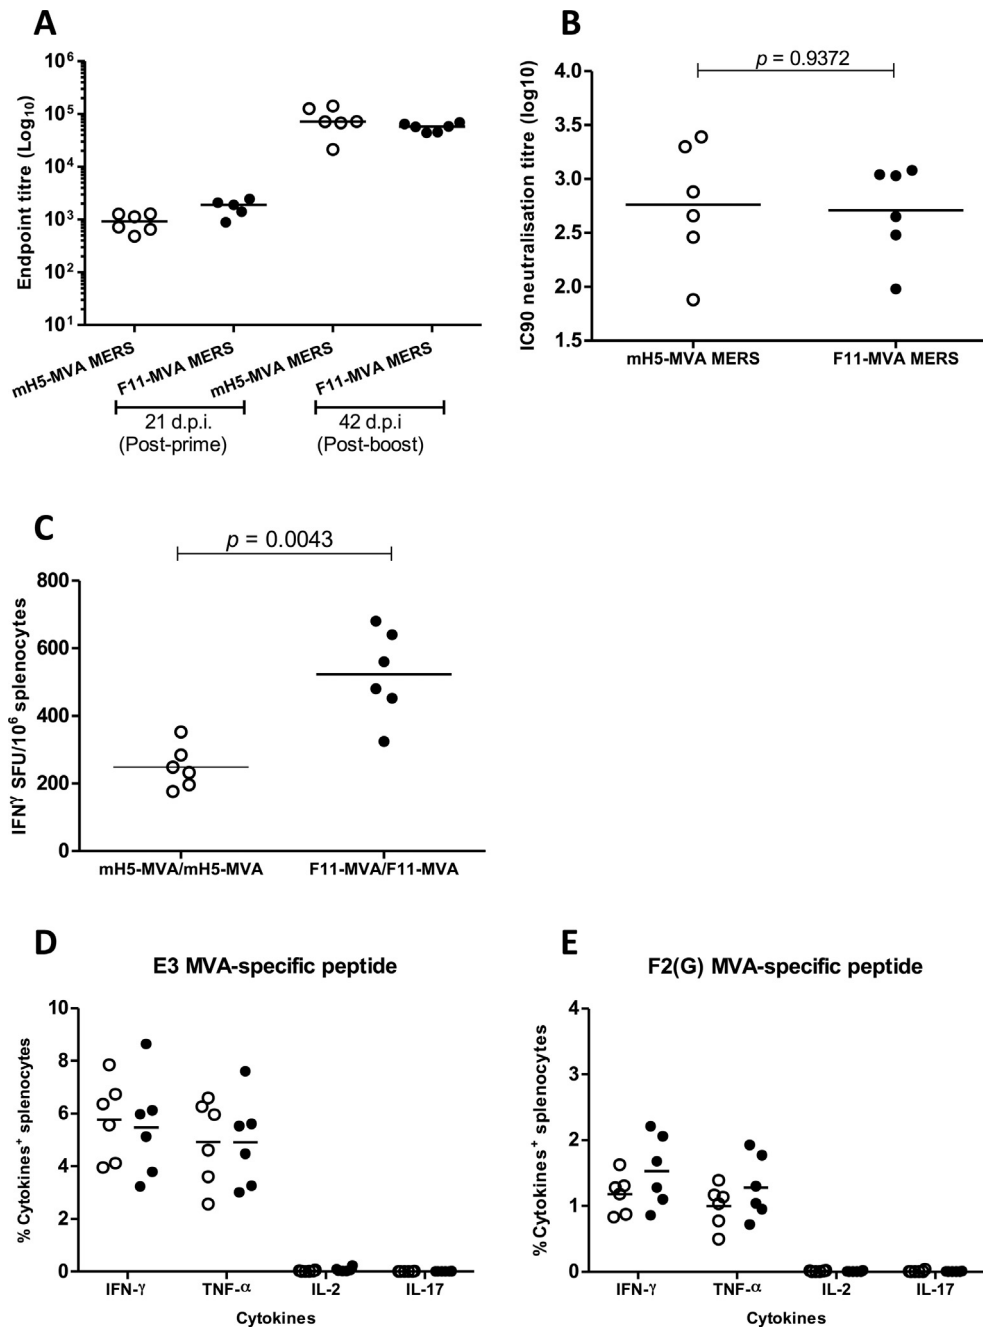 A
Endpoint titre (Log10)
10^6
10^5
10^4
10^3
10^2
10^1
mH5-MVA MERS
F11-MVA MERS
mH5-MVA MERS
F11-MVA MERS
21 d.p.i.
(Post-prime)
42 d.p.i
(Post-boost)
B
p = 0.9372
IC90 neutralisation titre (log10)
4.0
3.5
3.0
2.5
2.0
1.5
mH5-MVA MERS
F11-MVA MERS
C
p = 0.0043
IFNγ SFU/10^6 splenocytes
800
600
400
200
0
mH5-MVA/mH5-MVA
F11-MVA/F11-MVA
D
E3 MVA-specific peptide
% Cytokines+ splenocytes
10
8
6
4
2
0
IFN-γ
TNF-α
IL-2
IL-17
Cytokines
E
F2(G) MVA-specific peptide
% Cytokines+ splenocytes
4
3
2
1
0
IFN-γ
TNF-α
IL-2
IL-17
Cytokines